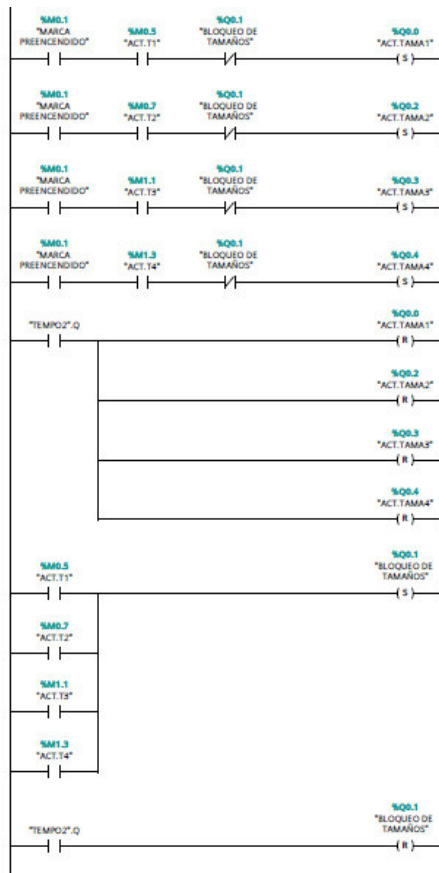 %M0.1 %M0.5 %Q0.1 %Q0.0
"MARCA PREENCENDIDO" "ACT.T1" "BLOQUEO DE TAMAÑOS" "ACT.TAMA1"
( S )
%M0.1 %M0.7 %Q0.1 %Q0.2
"MARCA PREENCENDIDO" "ACT.T2" "BLOQUEO DE TAMAÑOS" "ACT.TAMA2"
( S )
%M0.1 %M1.1 %Q0.1 %Q0.3
"MARCA PREENCENDIDO" "ACT.T3" "BLOQUEO DE TAMAÑOS" "ACT.TAMA3"
( S )
%M0.1 %M1.3 %Q0.1 %Q0.4
"MARCA PREENCENDIDO" "ACT.T4" "BLOQUEO DE TAMAÑOS" "ACT.TAMA4"
( S )
%Q0.0
"TEMPO2".Q "ACT.TAMA1"
( R )
%Q0.2
"ACT.TAMA2"
( R )
%Q0.3
"ACT.TAMA3"
( R )
%Q0.4
"ACT.TAMA4"
( R )
%M0.5 %Q0.1
"ACT.T1" "BLOQUEO DE TAMAÑOS"
( S )
%M0.7
"ACT.T2"
%M1.1
"ACT.T3"
%M1.3
"ACT.T4"
%Q0.1
"TEMPO2".Q "BLOQUEO DE TAMAÑOS"
( R )